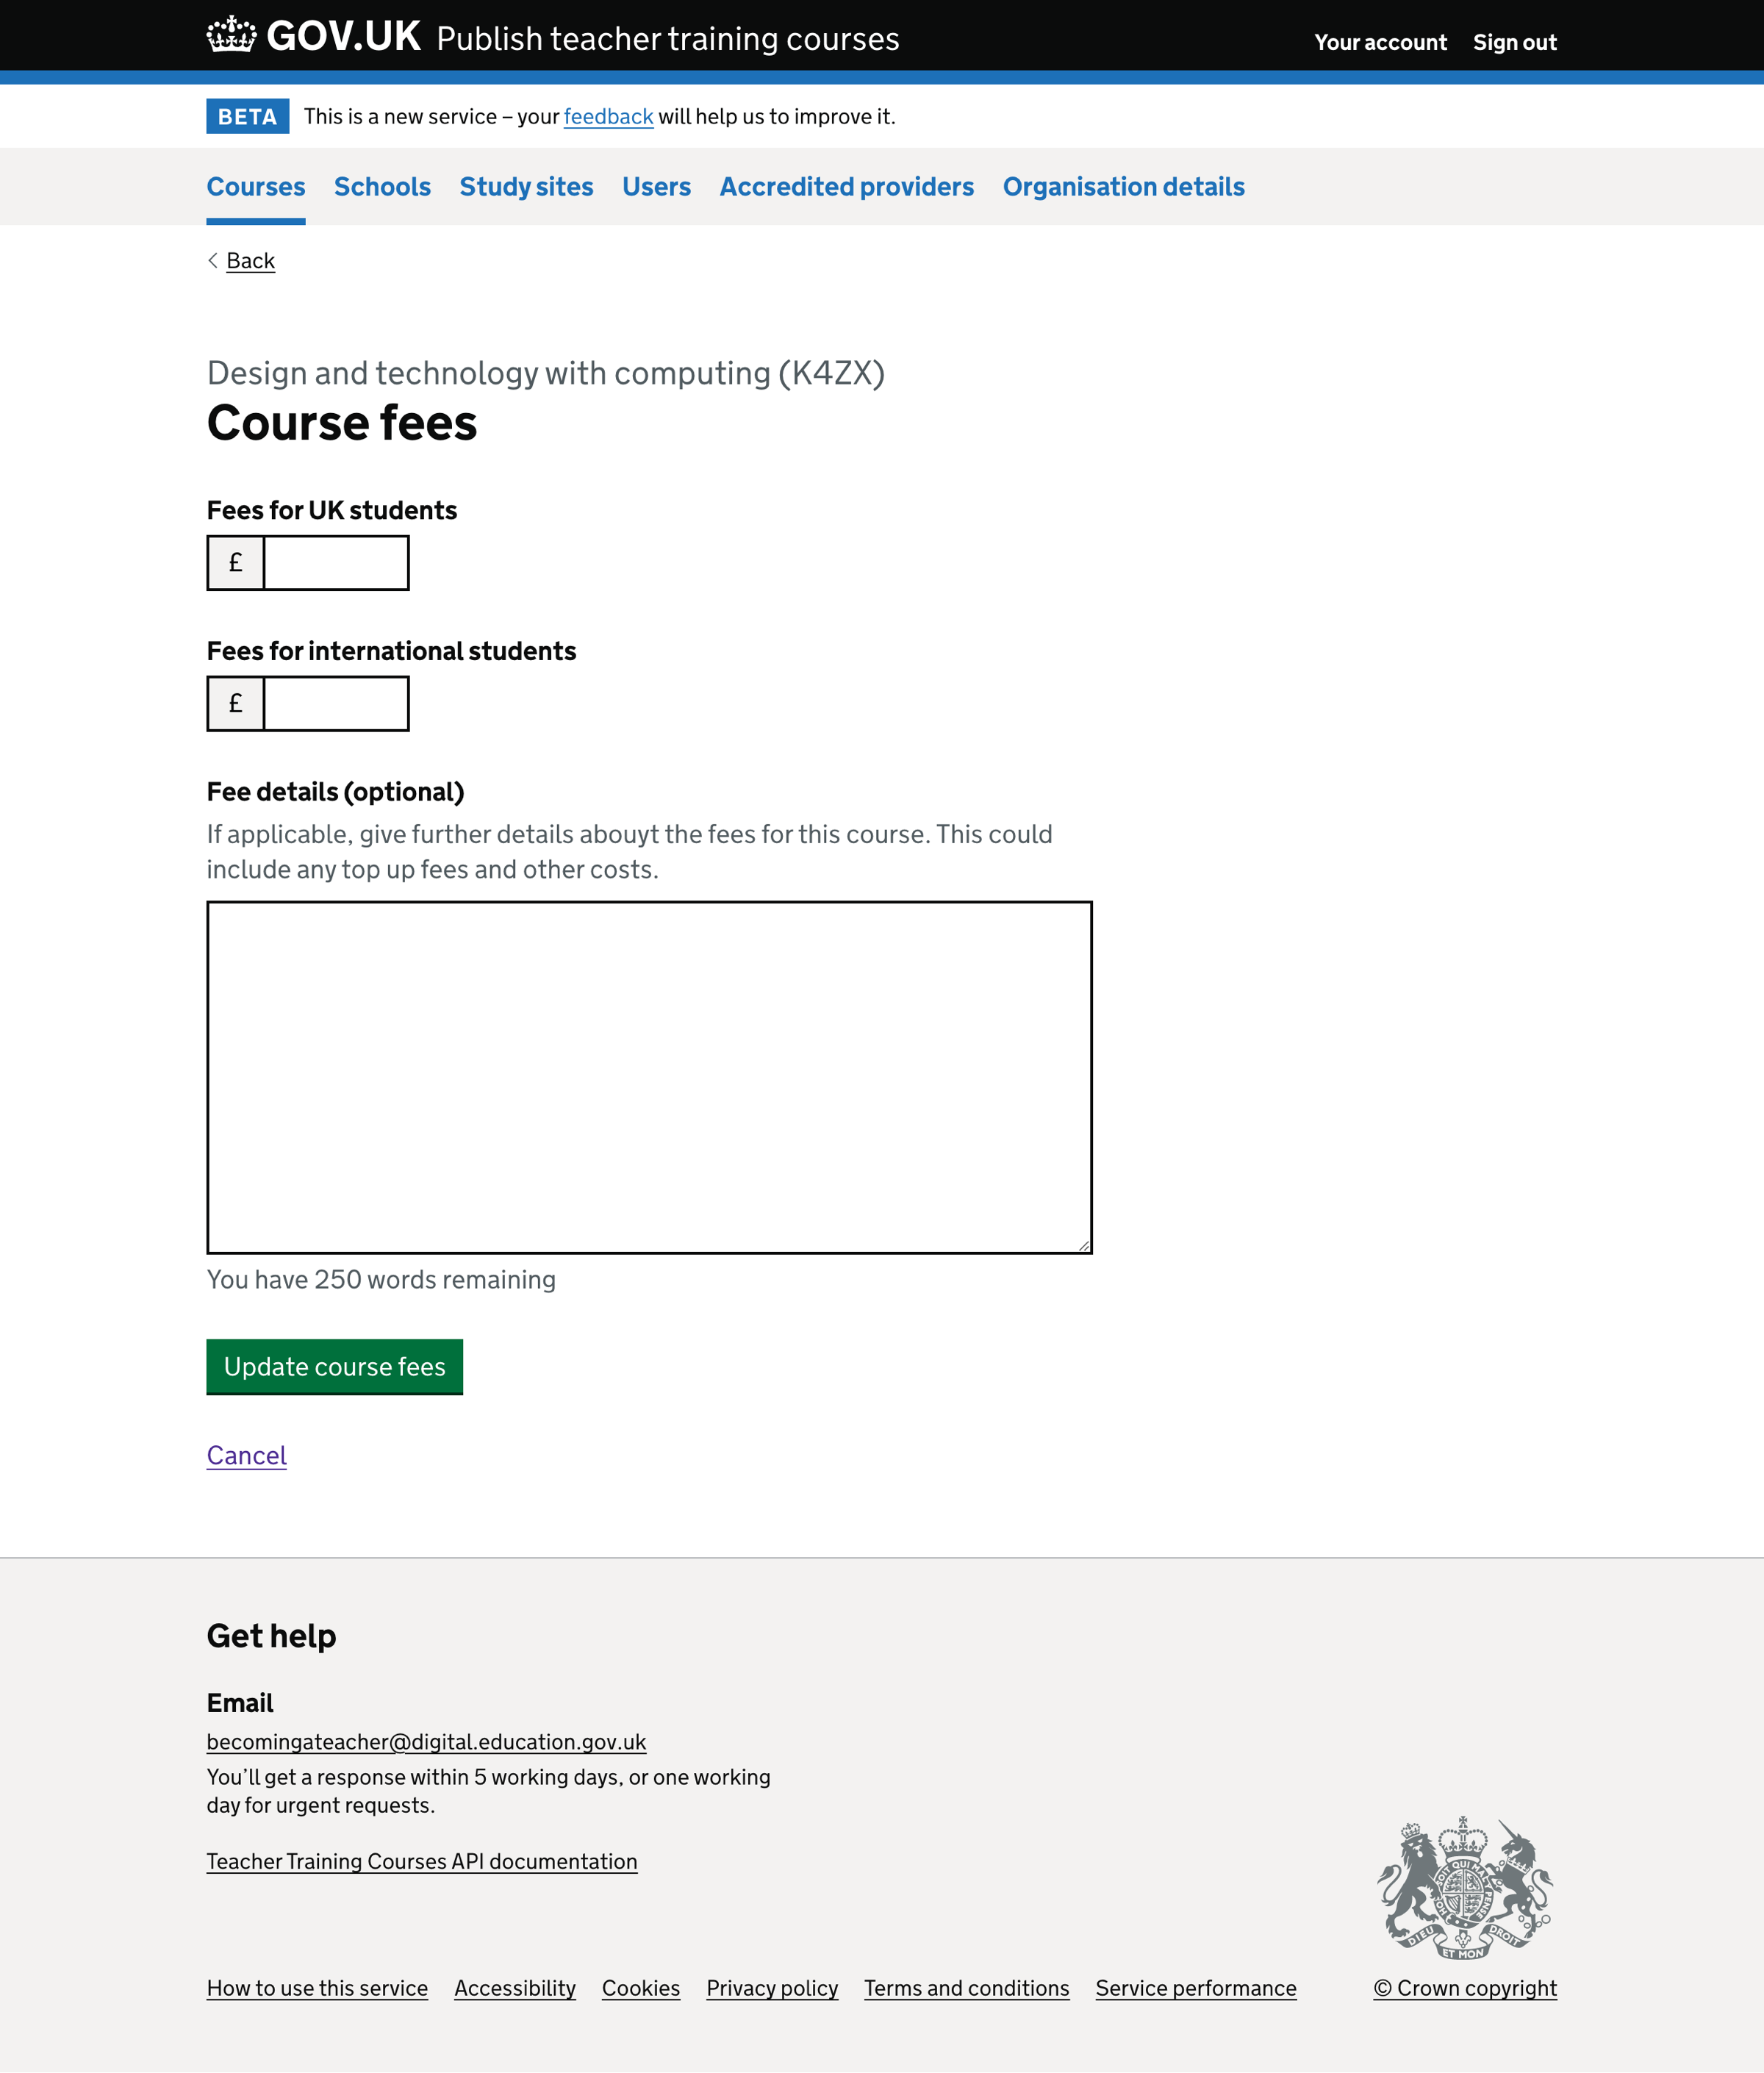 GOV.UK Publish teacher training courses Your account Sign out
BETA This is a new service – your feedback will help us to improve it.
Courses Schools Study sites Users Accredited providers Organisation details
Back
Design and technology with computing (K4ZX)
Course fees
Fees for UK students
£
Fees for international students
£
Fee details (optional)
If applicable, give further details abouyt the fees for this course. This could
include any top up fees and other costs.
You have 250 words remaining
Update course fees
Cancel
Get help
Email
becomingateacher@digital.education.gov.uk
You’ll get a response within 5 working days, or one working
day for urgent requests.
Teacher Training Courses API documentation
DIEU ET MON DROIT
How to use this service Accessibility Cookies Privacy policy Terms and conditions Service performance © Crown copyright